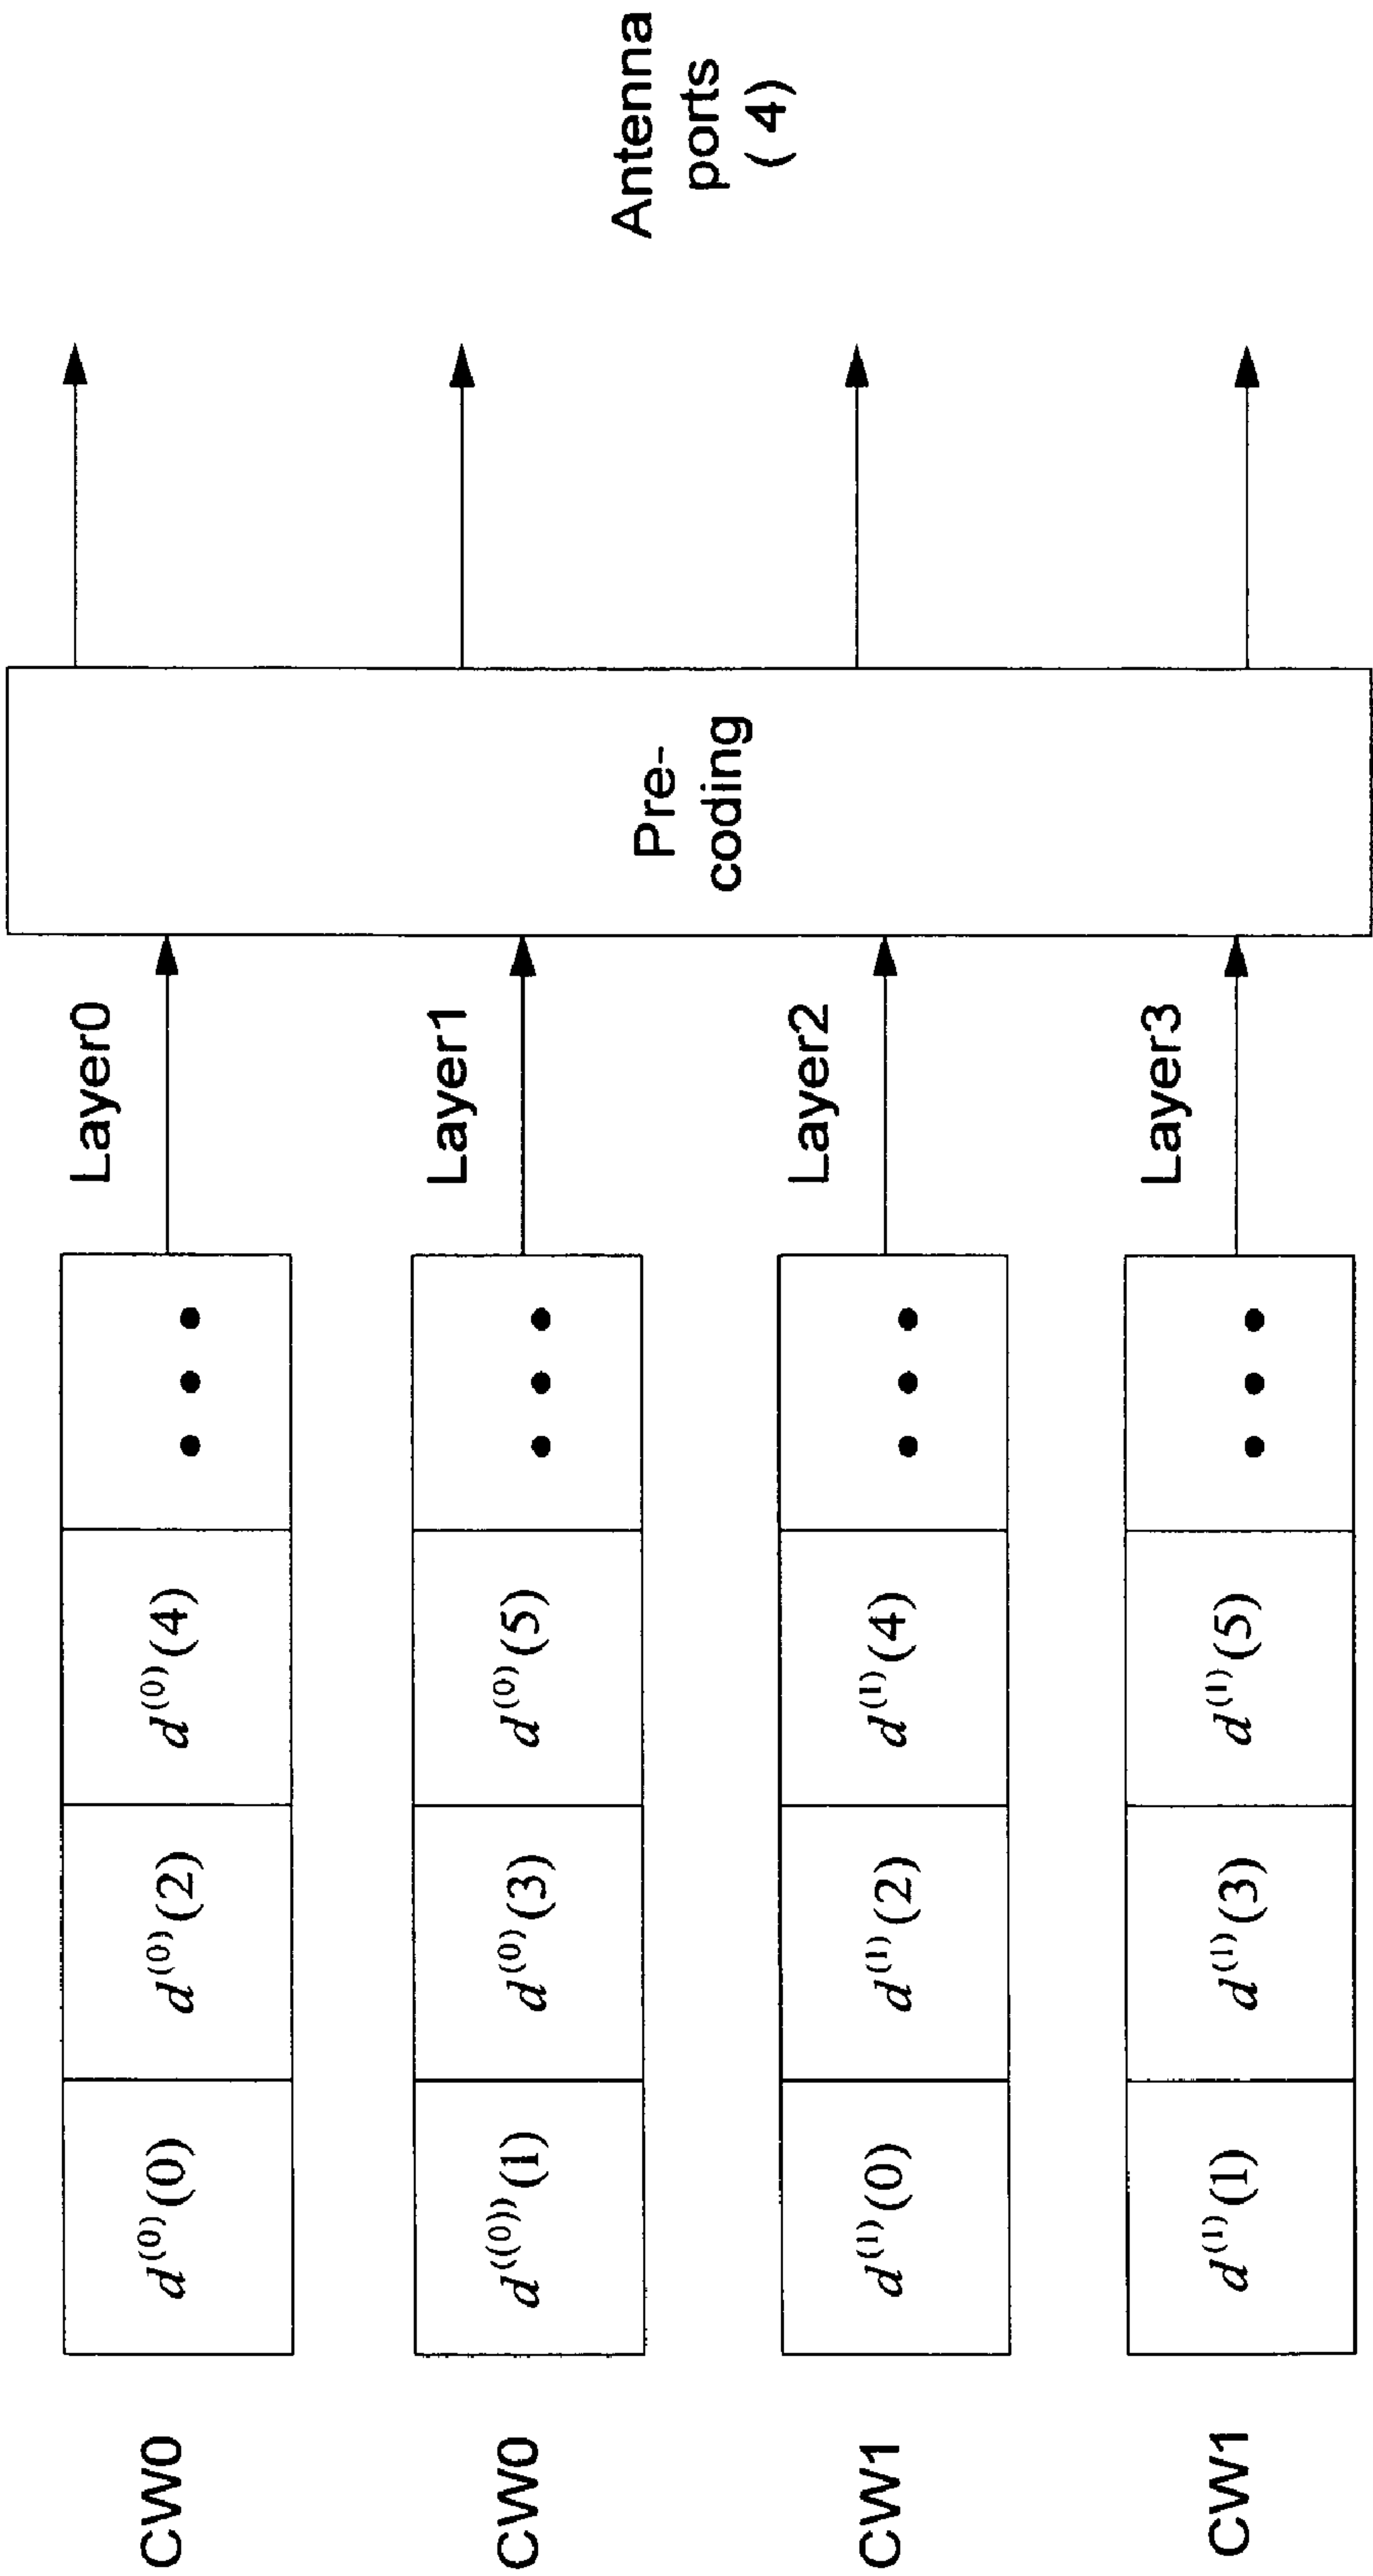 CW0
d^{(0)}(0)
d^{(0)}(2)
d^{(0)}(4)
• • •
Layer0
CW0
d^{((0))}(1)
d^{(0)}(3)
d^{(0)}(5)
• • •
Layer1
CW1
d^{(1)}(0)
d^{(1)}(2)
d^{(1)}(4)
• • •
Layer2
CW1
d^{(1)}(1)
d^{(1)}(3)
d^{(1)}(5)
• • •
Layer3
Pre-
coding
Antenna
ports
( 4)